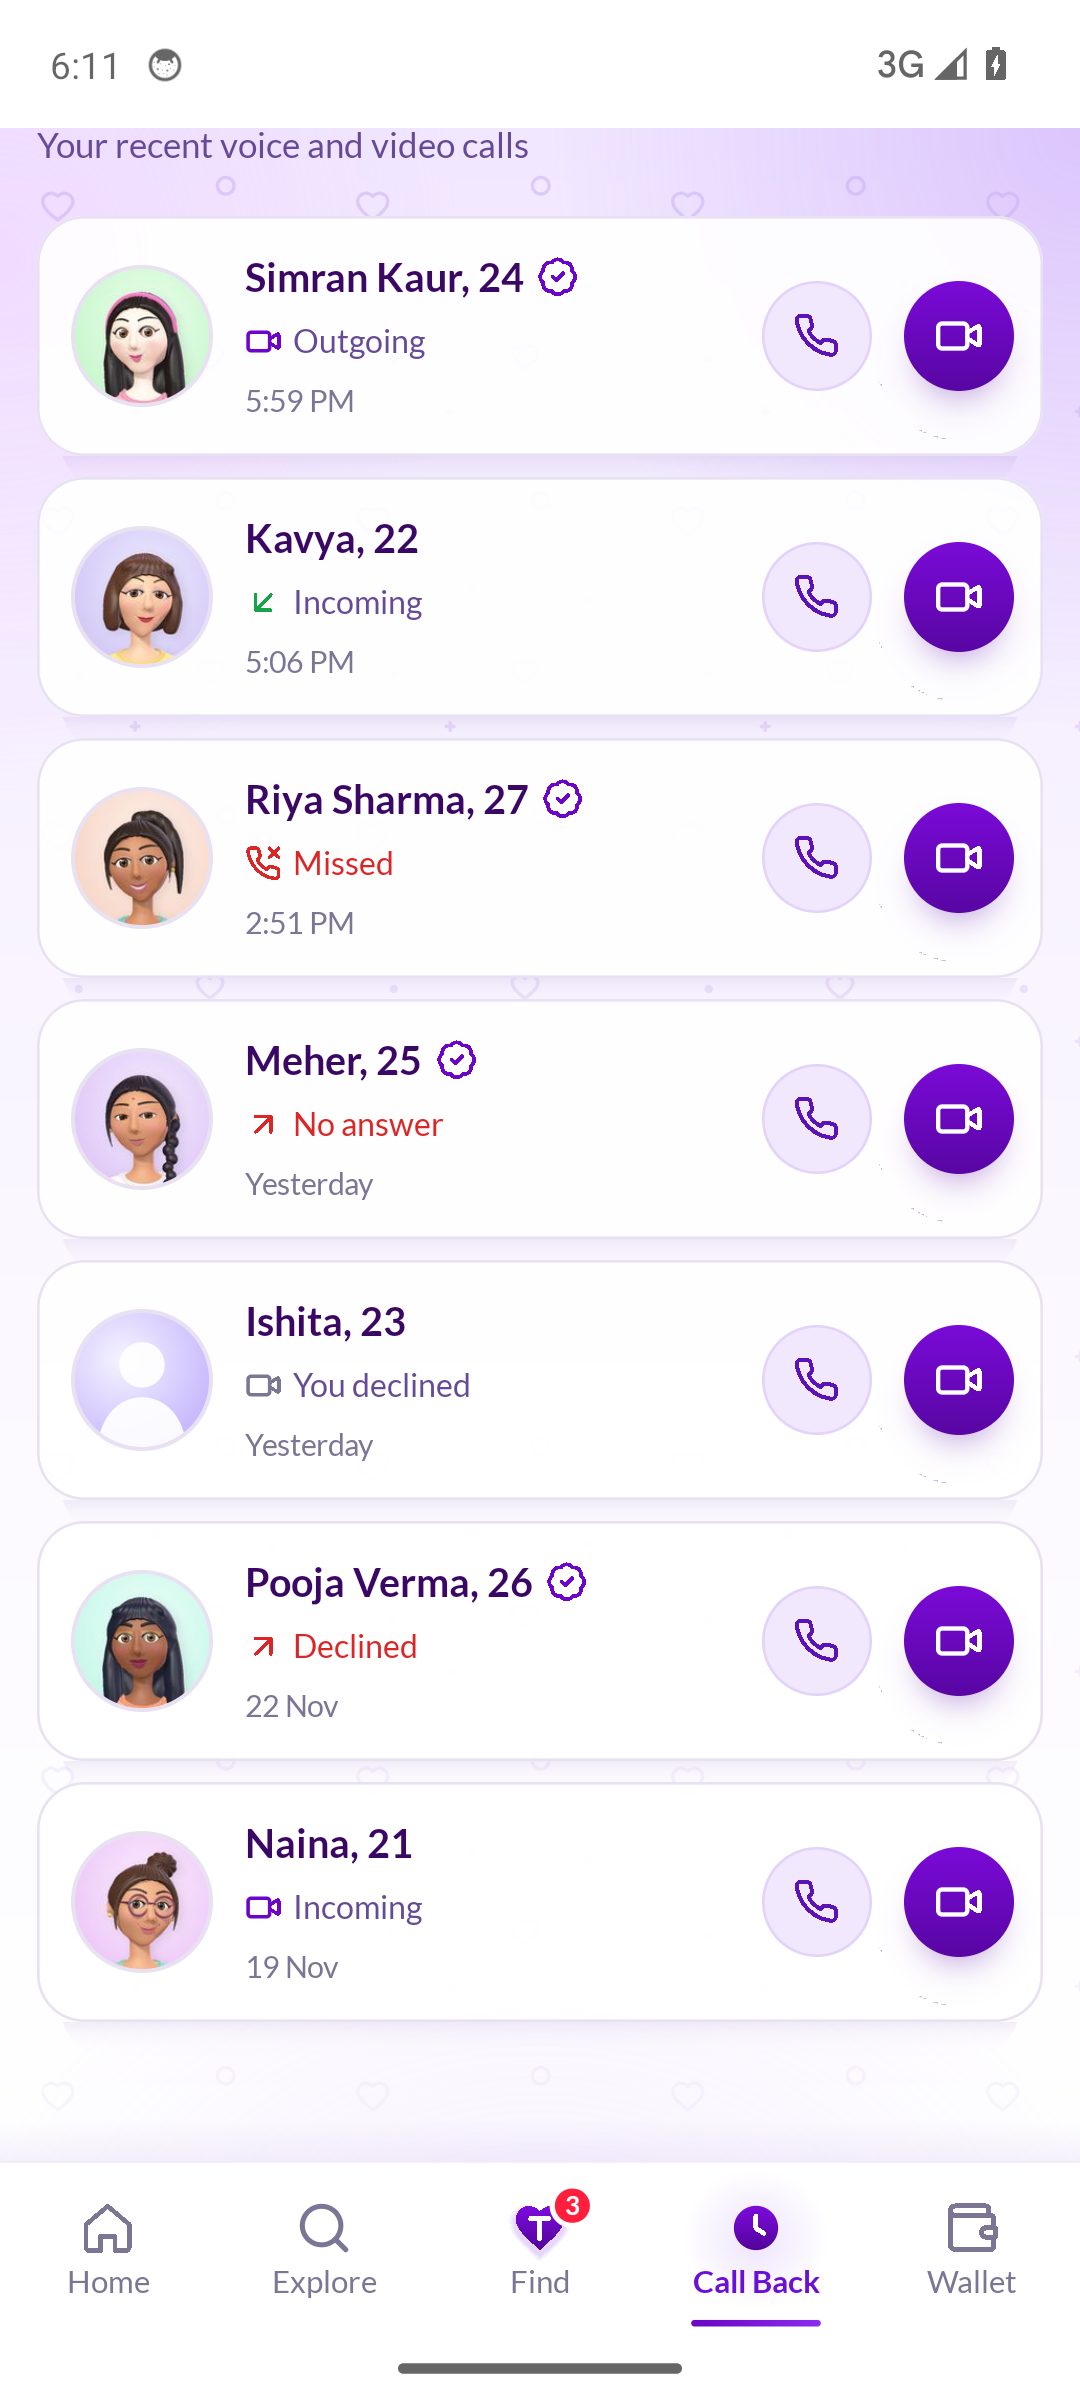 6:11
3G
Your recent voice and video calls
Simran Kaur, 24
Outgoing
5:59 PM
Kavya, 22
Incoming
5:06 PM
Riya Sharma, 27
Missed
2:51 PM
Meher, 25
No answer
Yesterday
Ishita, 23
You declined
Yesterday
Pooja Verma, 26
Declined
22 Nov
Naina, 21
Incoming
19 Nov
T
3
Home
Explore
Find
Call Back
Wallet